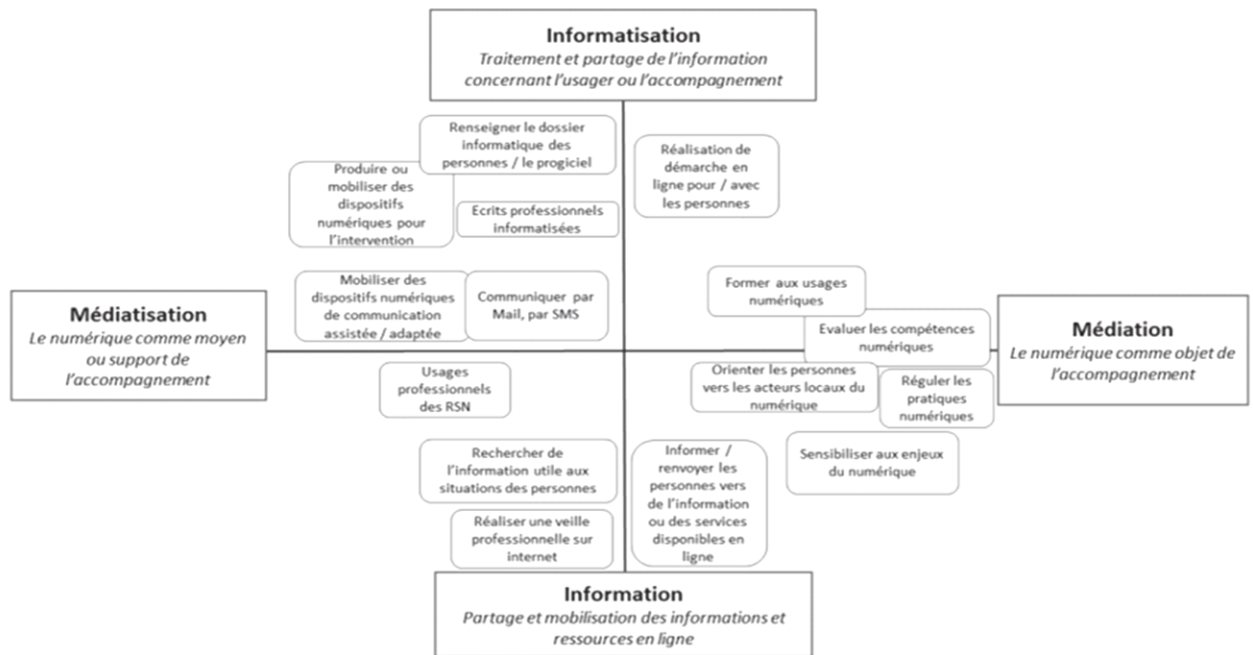 Informatisation
Traitement et partage de l'information
concernant l'usager ou l'accompagnement
Renseigner le dossier
informatique des
personnes / le progiciel
Réalisation de
démarche en
ligne pour / avec
les personnes
Produire ou
mobiliser des
dispositifs
numériques pour
l'intervention
Ecrits professionnels
informatisées
Mobiliser des
dispositifs numériques
de communication
assistée / adaptée
Communiquer par
Mail, par SMS
Former aux usages
numériques
Evaluer les compétences
numériques
Médiatisation
Le numérique comme moyen
ou support de
l'accompagnement
Médiation
Le numérique comme objet de
l'accompagnement
Usages
professionnels
des RSN
Orienter les personnes
vers les acteurs locaux du
numérique
Réguler les
pratiques
numériques
Rechercher de
l'information utile aux
situations des personnes
Informer /
renvoyer les
personnes vers
de l'information
ou des services
disponibles en
ligne
Sensibiliser aux enjeux
du numérique
Réaliser une veille
professionnelle sur
internet
Information
Partage et mobilisation des informations et
ressources en ligne